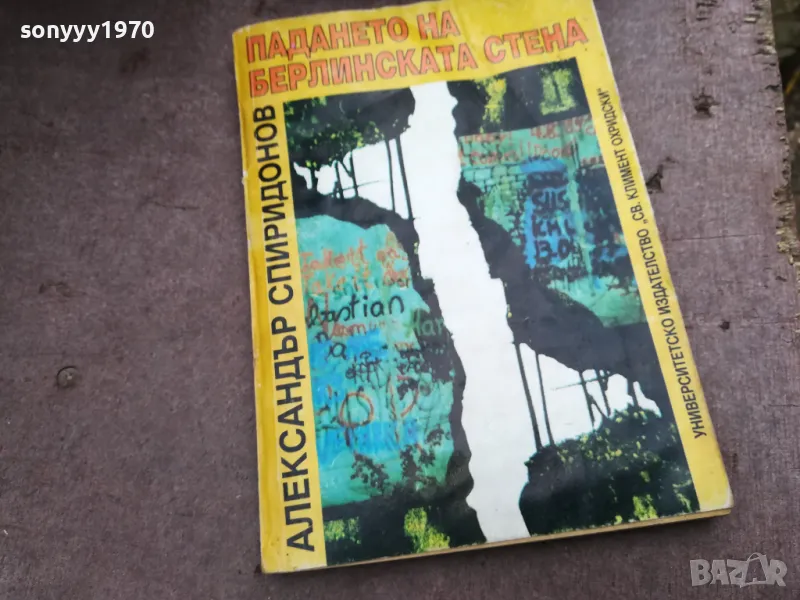 sonyyy1970
ПАДАНЕТО НА
БЕРЛИНСКАТА СТЕНА
АЛЕКСАНДЪР СПИРИДОНОВ
УНИВЕРСИТЕТСКО ИЗДАТЕЛСТВО „СВ. КЛИМЕНТ ОХРИДСКИ"
bastian
BAZAR